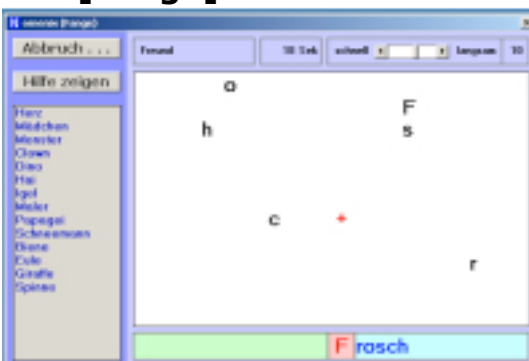 Abbruch . . .
Freund
10 Sek
schnell
langsam
10
Hilfe zeigen
Herz
Mädchen
Monster
Clown
Dino
Hai
Igel
Maler
Papagei
Schneemann
Biene
Eule
Giraffe
Spinne
o
F
h
s
c
+
r
F rosch